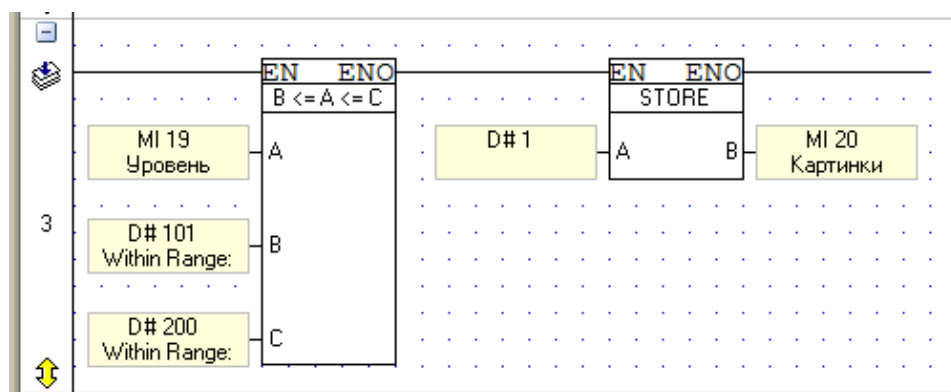 EN ENO
B <= A <= C
MI 19
Уровень
A
3
D# 101
Within Range:
B
D# 200
Within Range:
C
EN ENO
STORE
D# 1
A
B
MI 20
Картинки